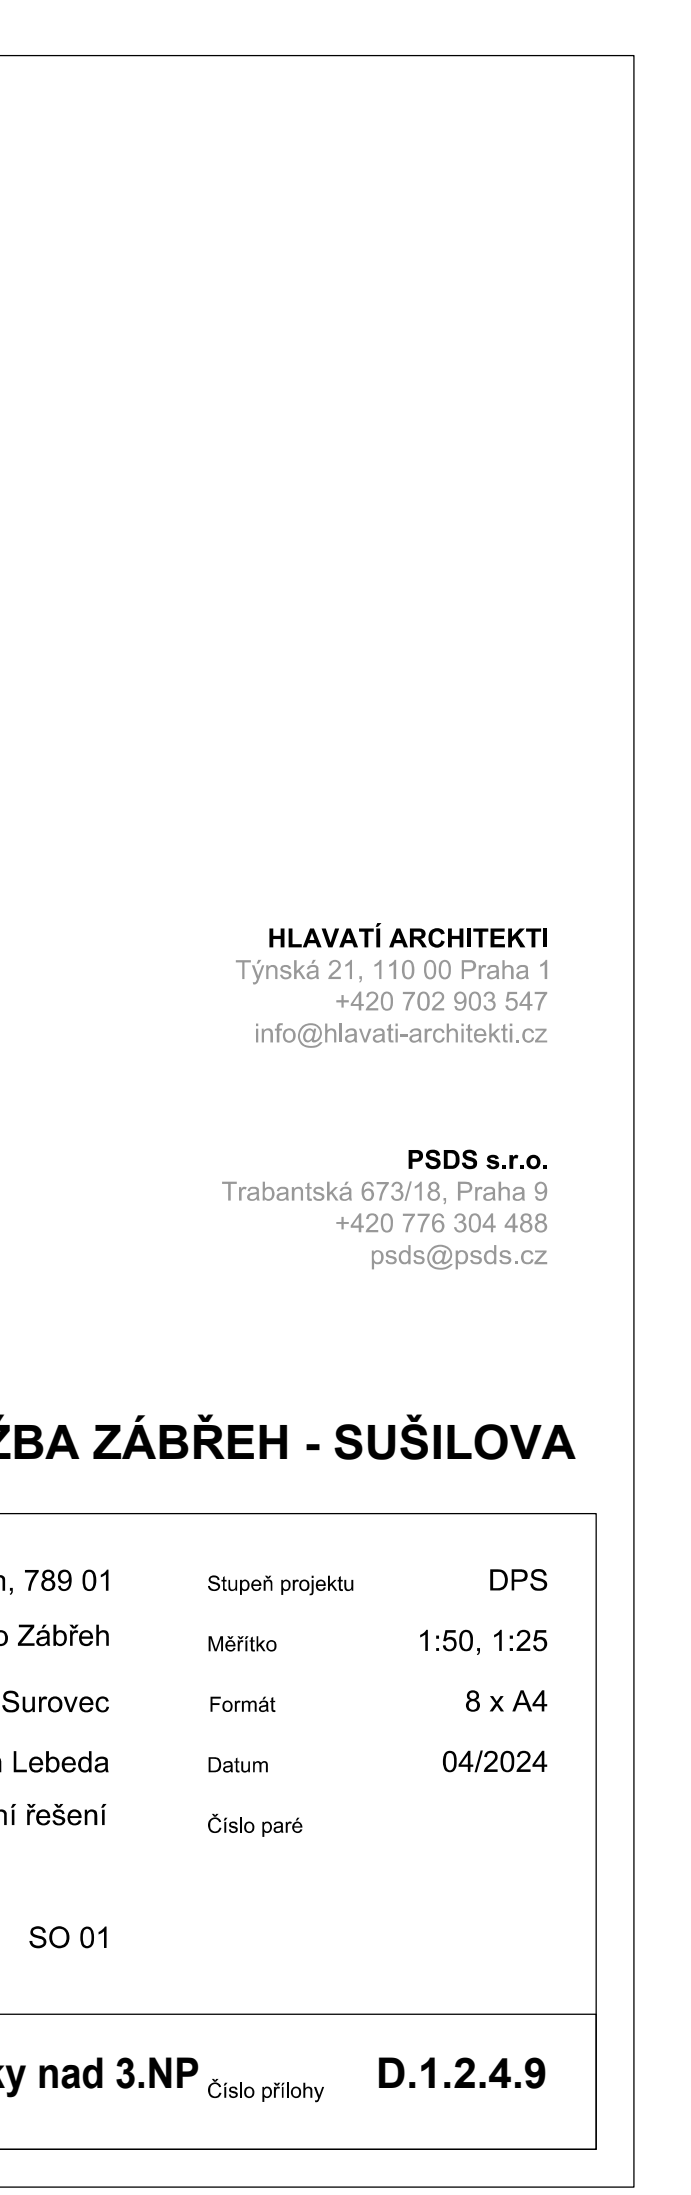 HLAVATÍ ARCHITEKTI
Týnská 21, 110 00 Praha 1
+420 702 903 547
info@hlavati-architekti.cz
PSDS s.r.o.
Trabantská 673/18, Praha 9
+420 776 304 488
psds@psds.cz
ŽBA ZÁBŘEH - SUŠILOVA
, 789 01 Stupeň projektu DPS
o Zábřeh Měřítko 1:50, 1:25
Surovec Formát 8 x A4
Lebeda Datum 04/2024
ní řešení Číslo paré
SO 01
ky nad 3.NP Číslo přílohy D.1.2.4.9